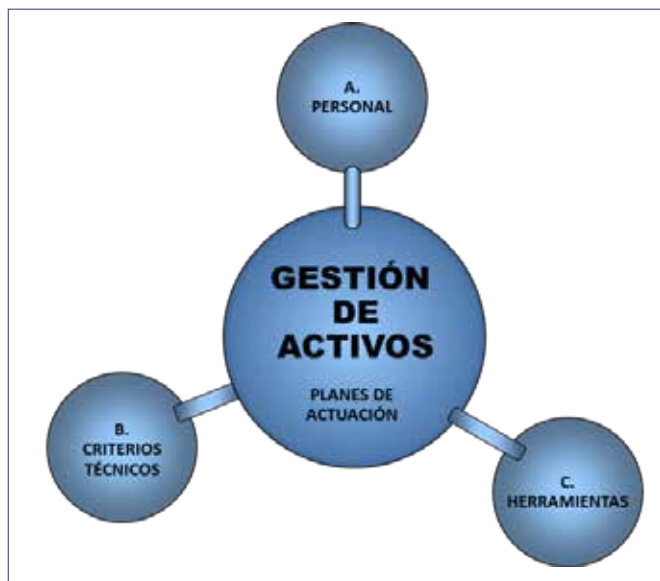 A.
PERSONAL
GESTIÓN
DE
ACTIVOS
PLANES DE
ACTUACIÓN
B.
CRITERIOS
TÉCNICOS
C.
HERRAMIENTAS